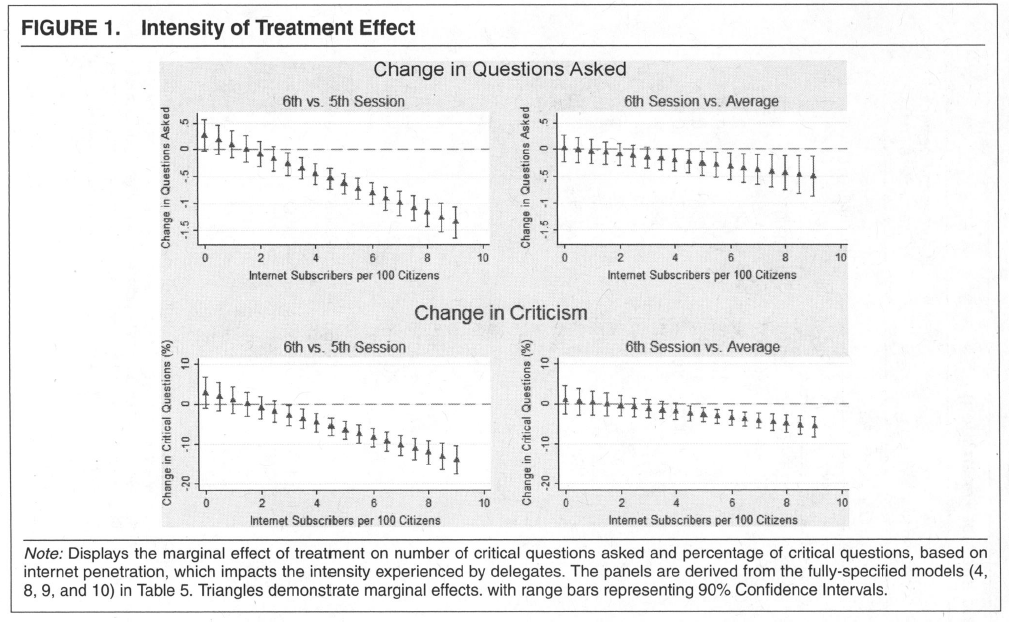 FIGURE 1. Intensity of Treatment Effect
Change in Questions Asked
6th vs. 5th Session
Change in Questions Asked
.5
0
-.5
-1
-1.5
0 2 4 6 8 10
Internet Subscribers per 100 Citizens
6th Session vs. Average
Change in Questions Asked
.5
0
-.5
-1
-1.5
0 2 4 6 8 10
Internet Subscribers per 100 Citizens
Change in Criticism
6th vs. 5th Session
Change in Critical Questions (%)
10
0
-10
-20
0 2 4 6 8 10
Internet Subscribers per 100 Citizens
6th Session vs. Average
Change in Critical Questions (%)
10
0
-10
-20
0 2 4 6 8 10
Internet Subscribers per 100 Citizens
Note: Displays the marginal effect of treatment on number of critical questions asked and percentage of critical questions, based on
internet penetration, which impacts the intensity experienced by delegates. The panels are derived from the fully-specified models (4,
8, 9, and 10) in Table 5. Triangles demonstrate marginal effects. with range bars representing 90% Confidence Intervals.